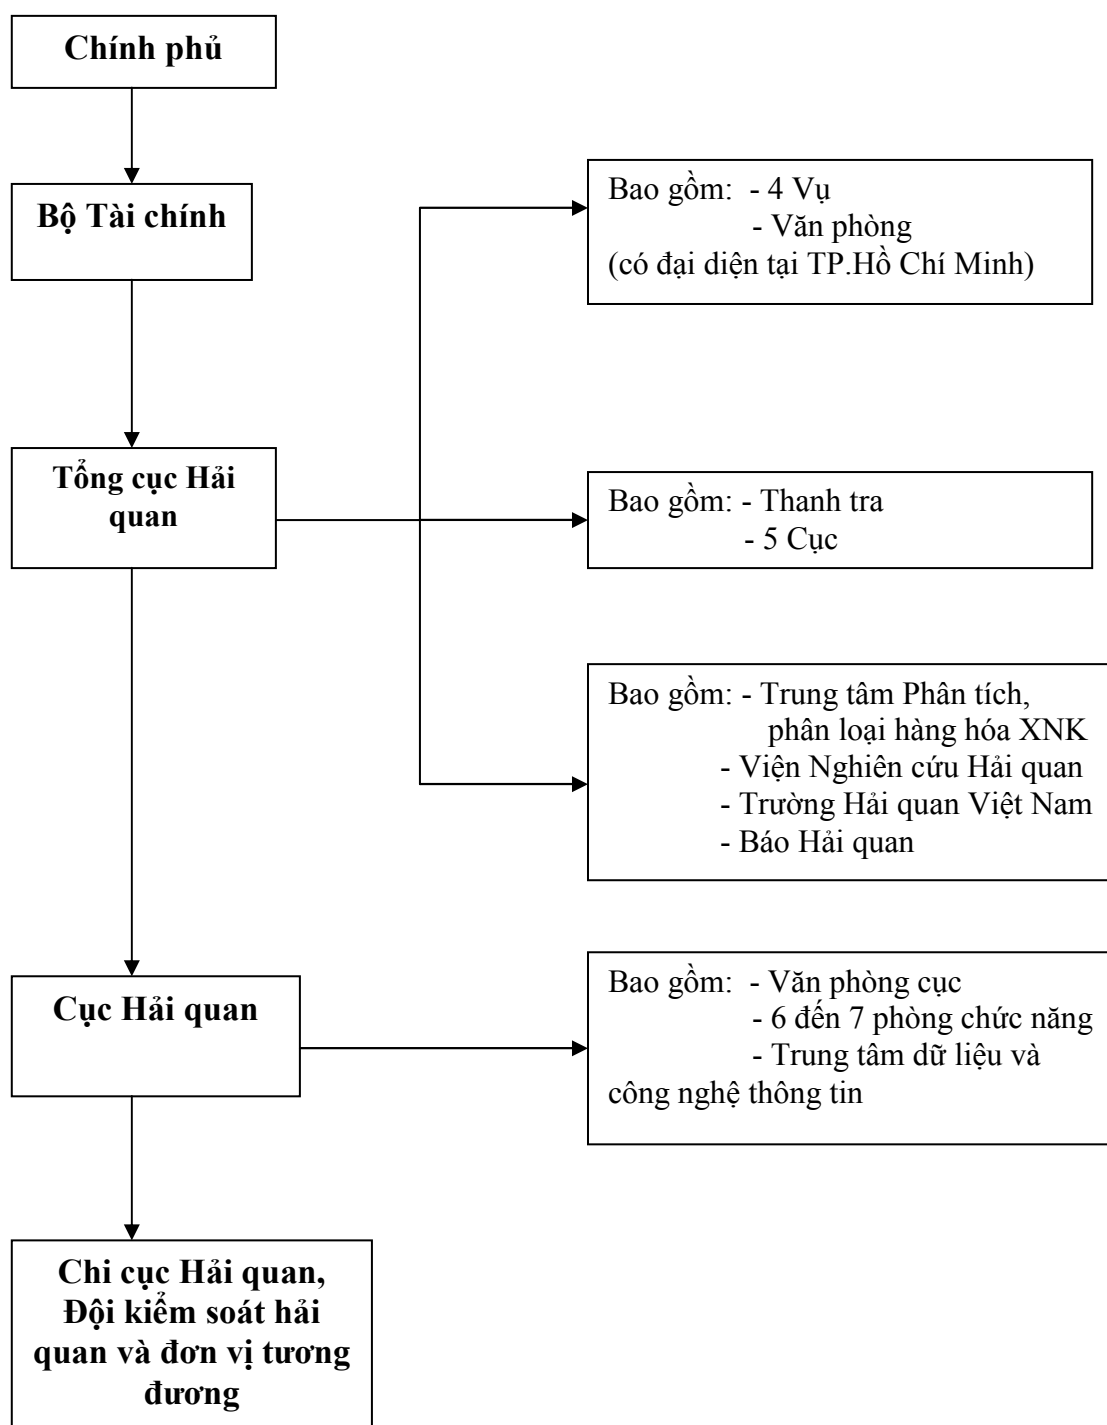 Chính phủ
Bộ Tài chính
Bao gồm: - 4 Vụ
- Văn phòng
(có đại diện tại TP.Hồ Chí Minh)
Tổng cục Hải
quan
Bao gồm: - Thanh tra
- 5 Cục
Bao gồm: - Trung tâm Phân tích,
phân loại hàng hóa XNK
- Viện Nghiên cứu Hải quan
- Trường Hải quan Việt Nam
- Báo Hải quan
Cục Hải quan
Bao gồm: - Văn phòng cục
- 6 đến 7 phòng chức năng
- Trung tâm dữ liệu và
công nghệ thông tin
Chi cục Hải quan,
Đội kiểm soát hải
quan và đơn vị tương
đương